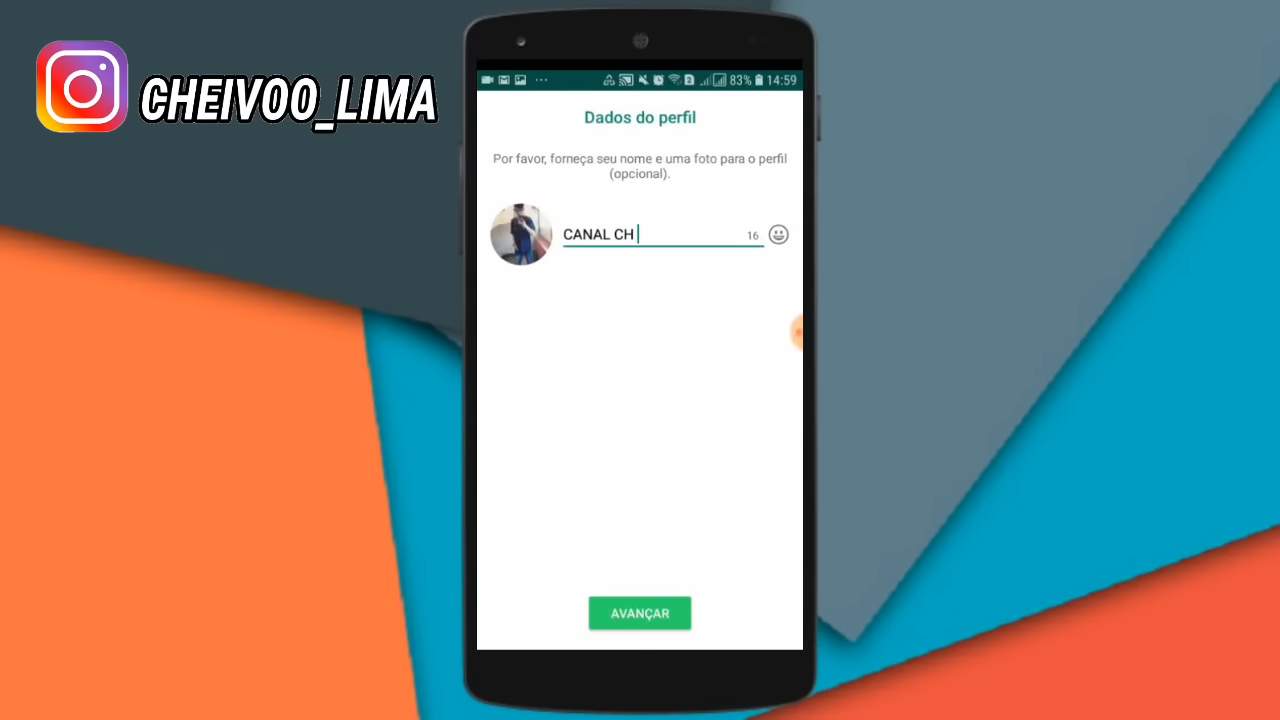 CHEIVOO_LIMA
83% 14:59
Dados do perfil
Por favor, forneça seu nome e uma foto para o perfil
(opcional).
CANAL CH
16
AVANÇAR